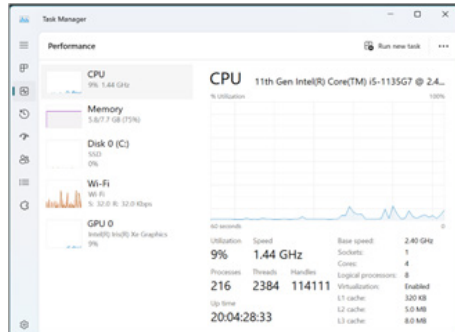 Task Manager
Performance
Run new task
CPU
9% 1.44 GHz
Memory
5.8/7.7 GB (75%)
Disk 0 (C:)
SSD
0%
Wi-Fi
Wi-Fi
S: 32.0 R: 32.0 Kbps
GPU 0
Intel(R) Iris(R) Xe Graphics
9%
CPU 11th Gen Intel(R) Core(TM) i5-1135G7 @ 2.4...
% Utilization 100%
60 seconds 0
Utilization Speed
9% 1.44 GHz
Processes Threads Handles
216 2384 114111
Up time
20:04:28:33
Base speed: 2.40 GHz
Sockets: 1
Cores: 4
Logical processors: 8
Virtualization: Enabled
L1 cache: 320 KB
L2 cache: 5.0 MB
L3 cache: 8.0 MB